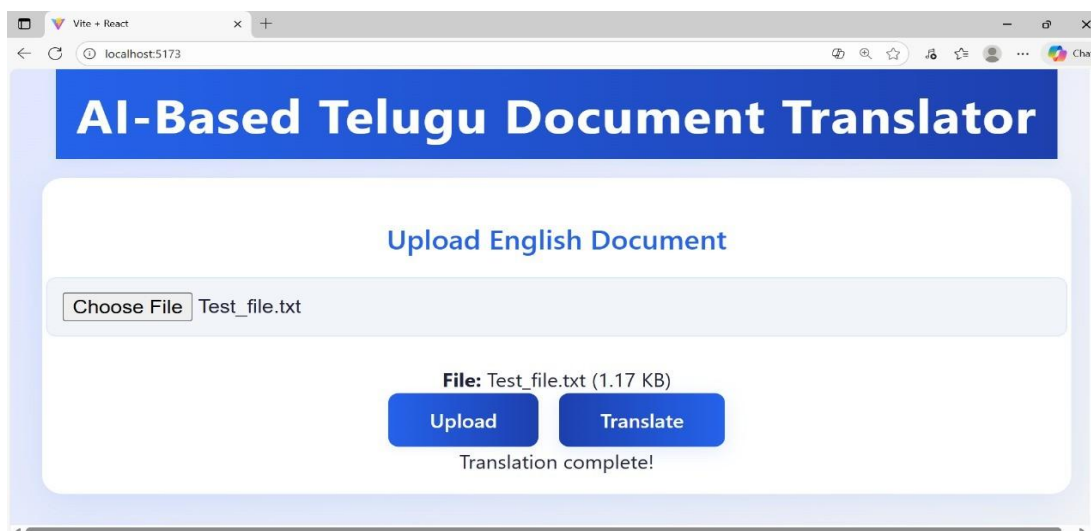 Vite + React
localhost:5173
Cha
AI-Based Telugu Document Translator
Upload English Document
Choose File Test_file.txt
File: Test_file.txt (1.17 KB)
Upload Translate
Translation complete!